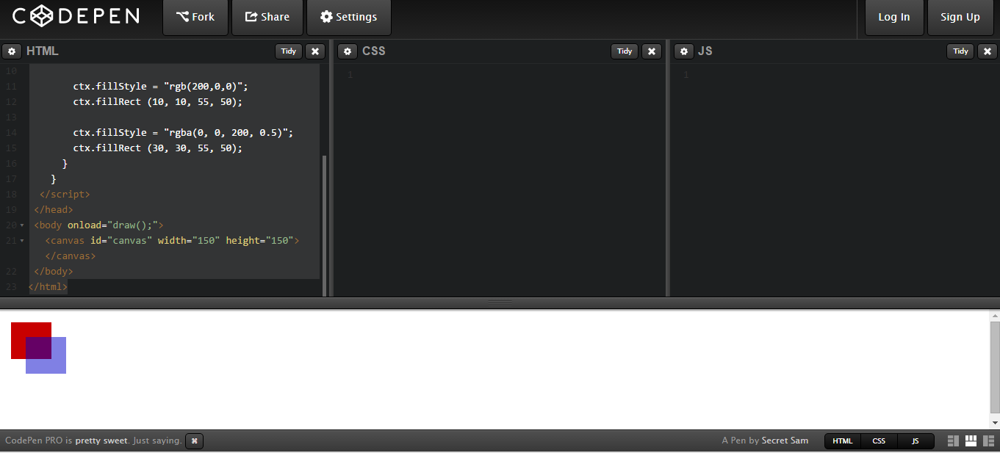 CODEPEN Fork Share Settings Log In Sign Up
HTML Tidy CSS Tidy JS Tidy
10
11 ctx.fillStyle = "rgb(200,0,0)";
12 ctx.fillRect (10, 10, 55, 50);
13
14 ctx.fillStyle = "rgba(0, 0, 200, 0.5)";
15 ctx.fillRect (30, 30, 55, 50);
16 }
17 }
18 </script>
19 </head>
20 <body onload="draw();">
21 <canvas id="canvas" width="150" height="150">
</canvas>
22 </body>
23 </html>
1
1
CodePen PRO is pretty sweet. Just saying. ⌘ A Pen by Secret Sam HTML CSS JS